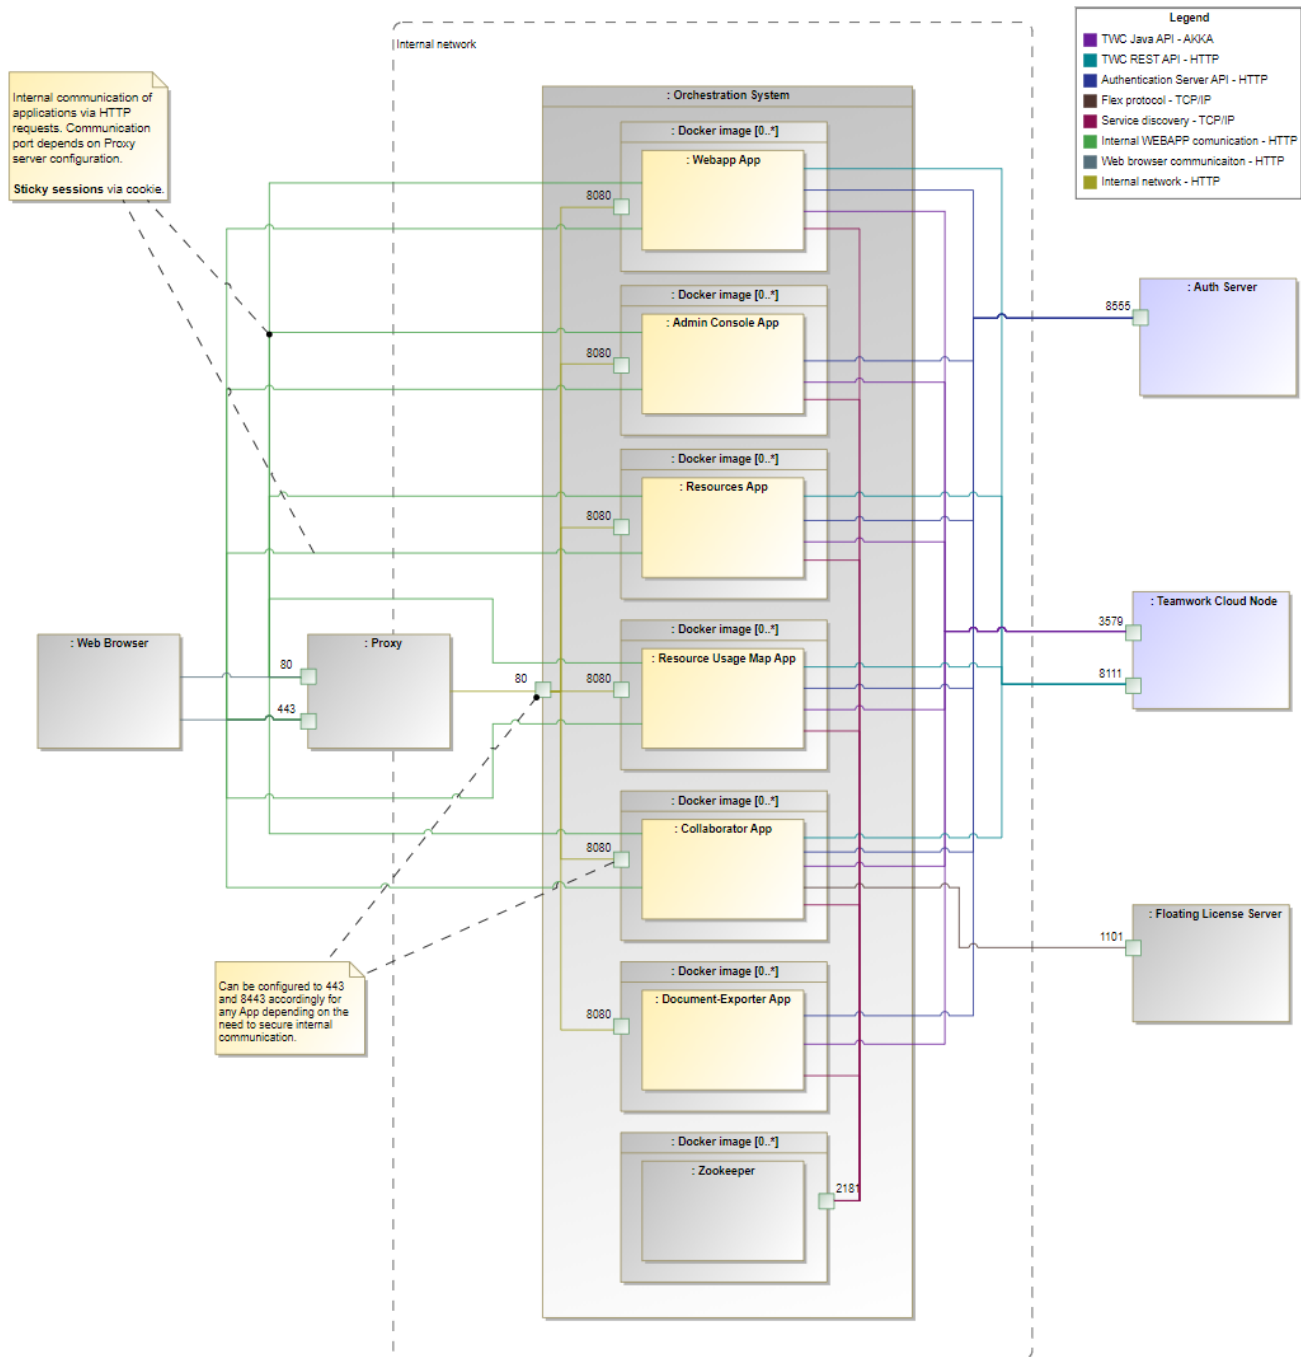 Legend
TWC Java API - AKKA
TWC REST API - HTTP
Authentication Server API - HTTP
Flex protocol - TCP/IP
Service discovery - TCP/IP
Internal WEBAPP comunication - HTTP
Web browser communicaiton - HTTP
Internal network - HTTP
Internal network
Internal communication of
applications via HTTP
requests. Communication
port depends on Proxy
server configuration.
Sticky sessions via cookie.
: Orchestration System
: Docker image [0..*]
: Webapp App
8080
: Docker image [0..*]
: Admin Console App
8080
: Auth Server
8555
: Docker image [0..*]
: Resources App
8080
: Web Browser
: Proxy
80
443
80
: Docker image [0..*]
: Resource Usage Map App
8080
: Teamwork Cloud Node
3579
8111
: Docker image [0..*]
: Collaborator App
8080
: Floating License Server
1101
Can be configured to 443
and 8443 accordingly for
any App depending on the
need to secure internal
communication.
: Docker image [0..*]
: Document-Exporter App
8080
: Docker image [0..*]
: Zookeeper
2181